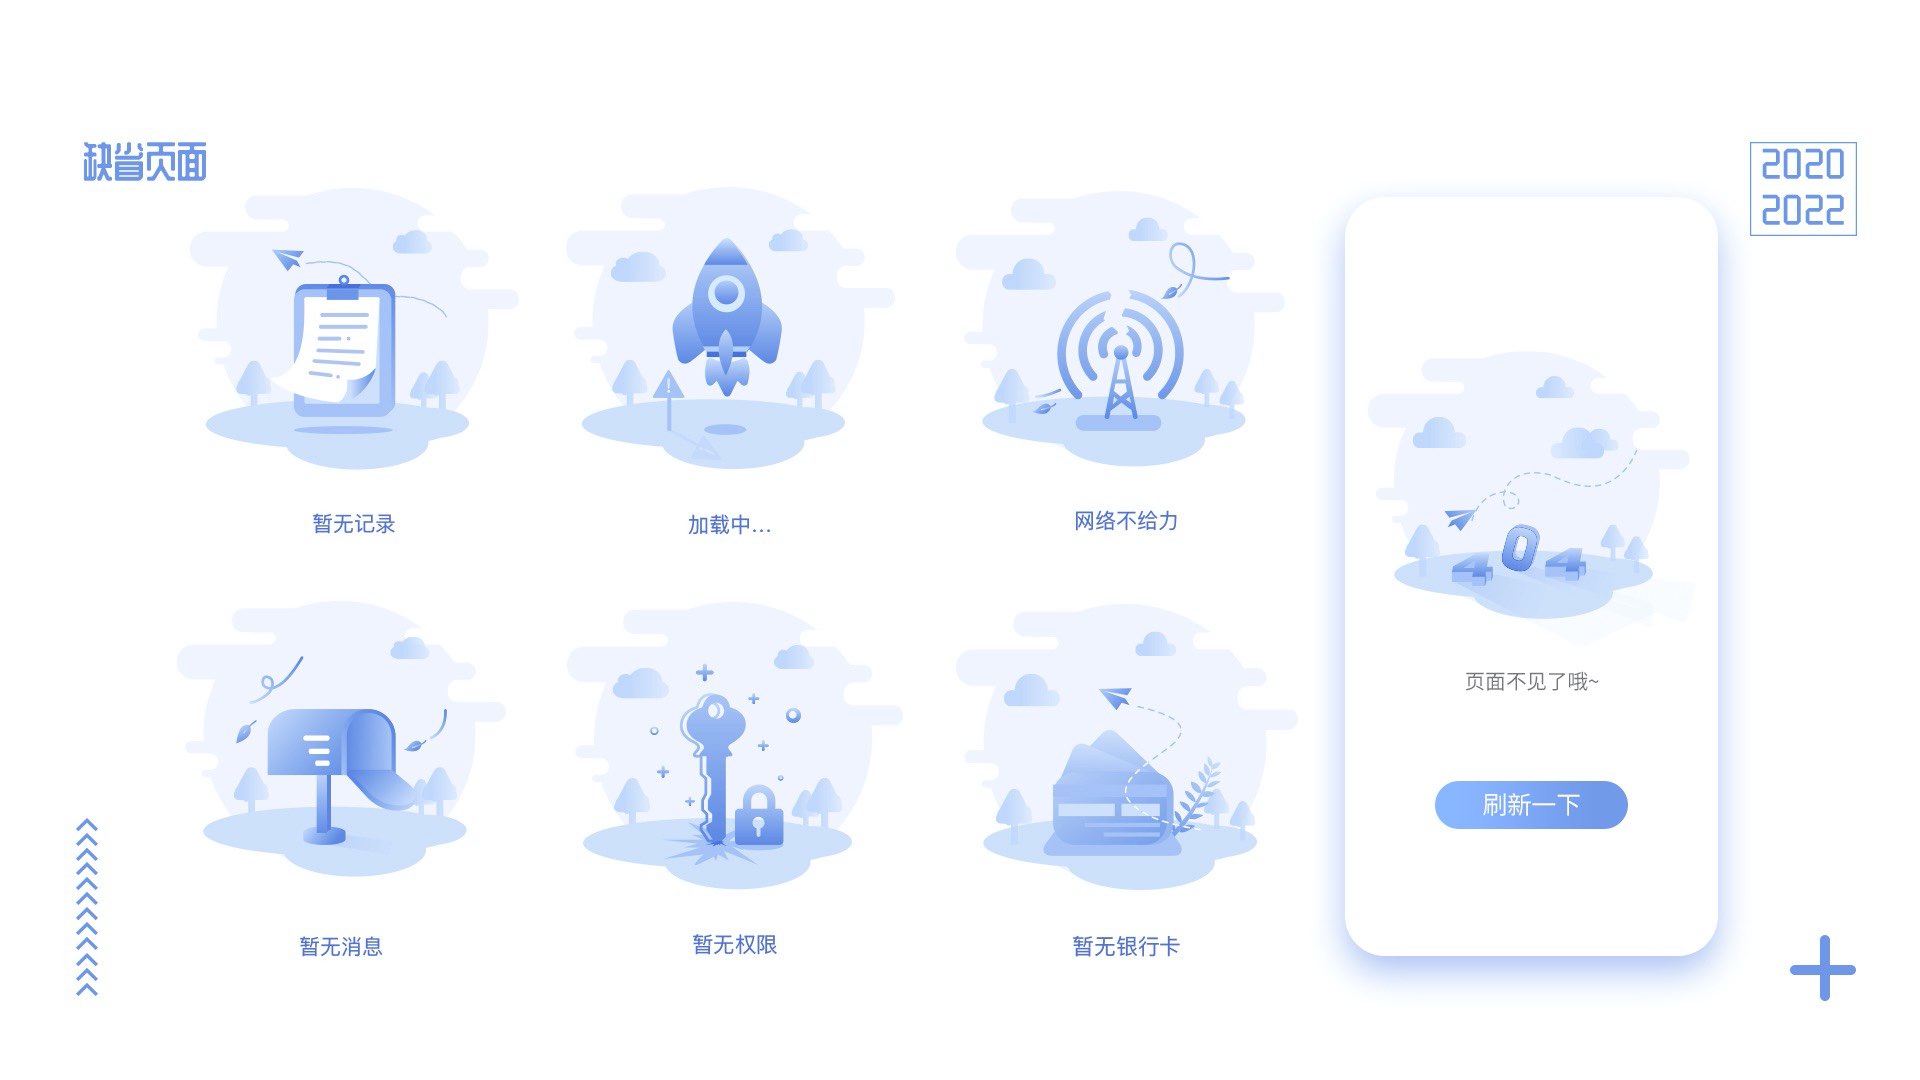 缺省页面
2020
2022
暂无记录
加载中...
网络不给力
暂无消息
暂无权限
暂无银行卡
404
页面不见了哦~
刷新一下